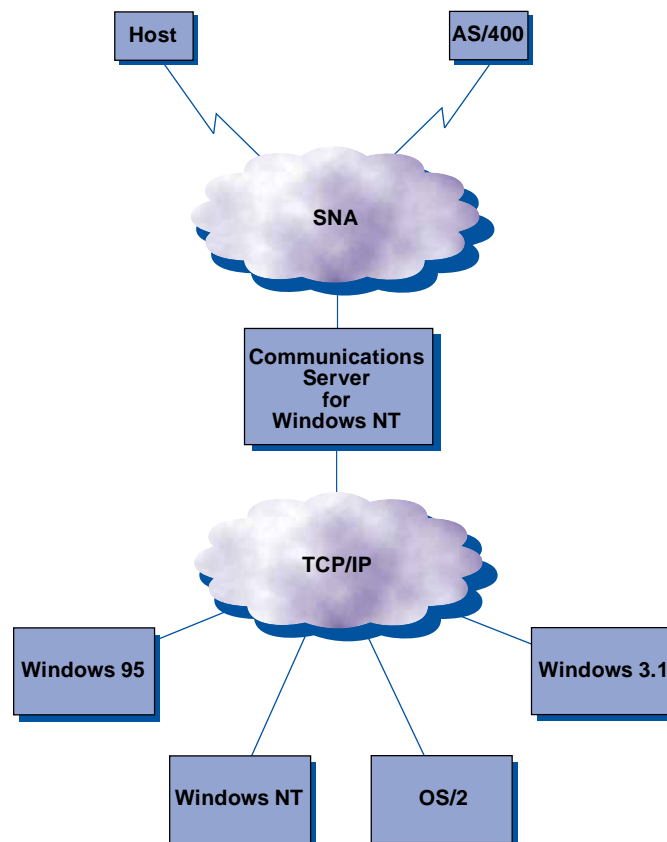 Host
AS/400
SNA
Communications
Server
for
Windows NT
TCP/IP
Windows 95
Windows 3.1
Windows NT
OS/2